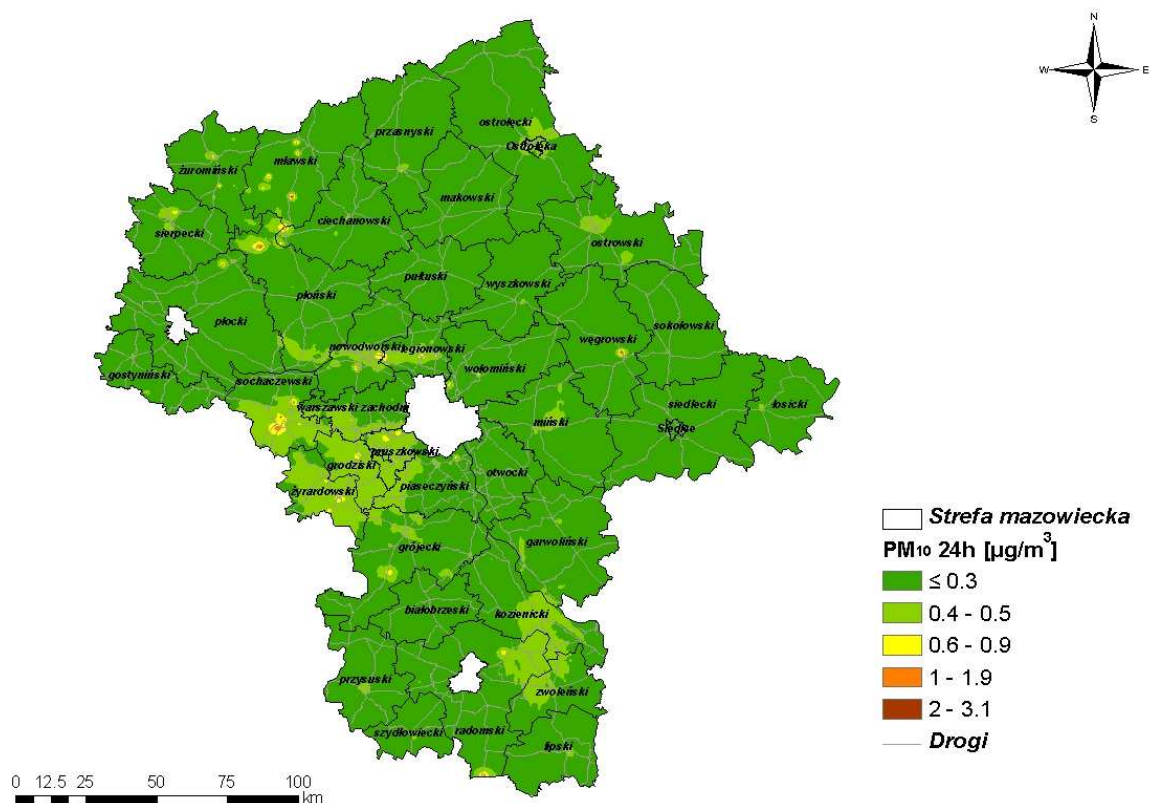 N
W E
S
ostrołęcki
przasnyski
Ostrołęka
mławski
żuromiński
makowski
ciechanowski
sierpecki
ostrowski
pułtuski
wyszkowski
płoński
sokołowski
płocki
węgrowski
nowodworski legionowski
wołomiński
gostyniński
sochaczewski
siedlecki
łosicki
warszawski zachodni
miński
Siedlce
pruszkowski
grodziski
otwocki
żyrardowski
piaseczyński
garwoliński
grójecki
białobrzeski
kozienicki
przysuski
zwoleński
szydłowiecki
radomski
lipski
Strefa mazowiecka
PM10 24h [µg/m³]
≤ 0.3
0.4 - 0.5
0.6 - 0.9
1 - 1.9
2 - 3.1
Drogi
0 12.5 25 50 75 100
km